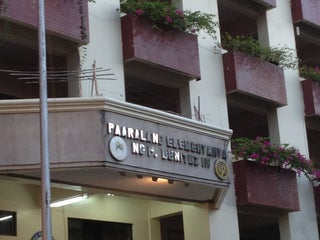 PAARALANG ELEMENTARYA
NG P. BENITEZ